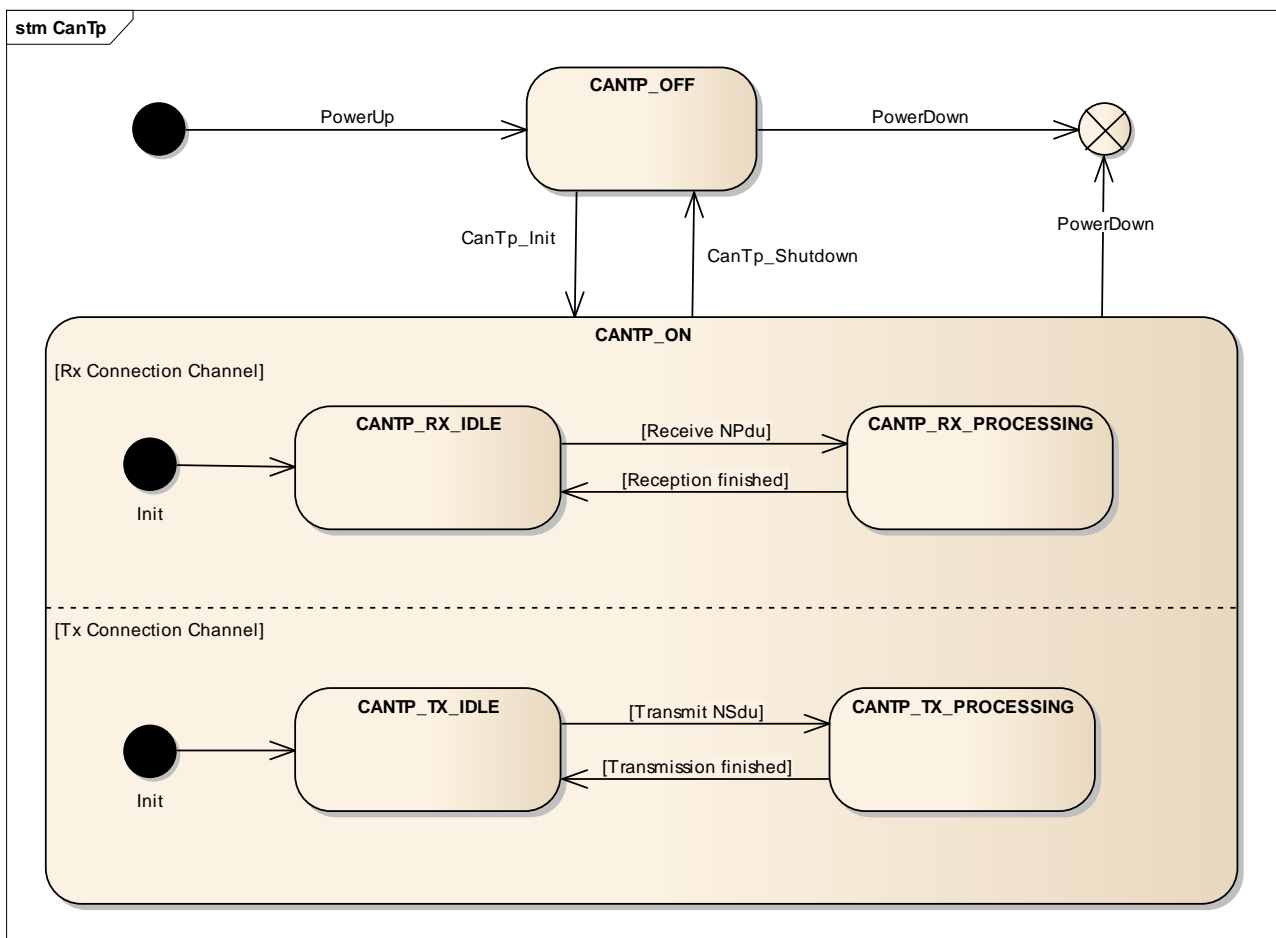 stm CanTp
CANTP_OFF
PowerUp
PowerDown
CanTp_Init
CanTp_Shutdown
PowerDown
CANTP_ON
[Rx Connection Channel]
CANTP_RX_IDLE
CANTP_RX_PROCESSING
[Receive NPdu]
[Reception finished]
Init
[Tx Connection Channel]
CANTP_TX_IDLE
CANTP_TX_PROCESSING
[Transmit NSdu]
[Transmission finished]
Init